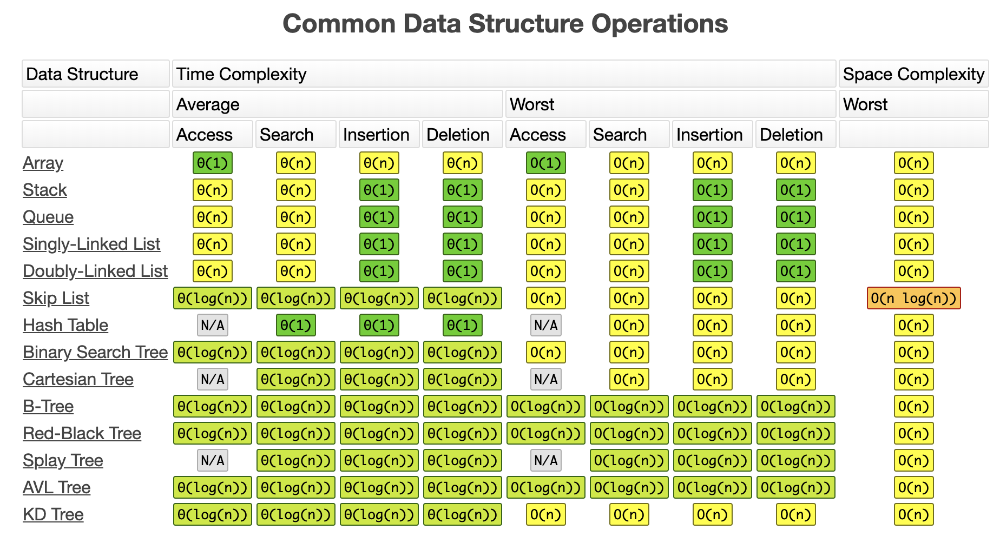 Common Data Structure Operations
Data Structure Time Complexity Space Complexity
Average Worst Worst
Access Search Insertion Deletion Access Search Insertion Deletion
Array Θ(1) Θ(n) Θ(n) Θ(n) O(1) O(n) O(n) O(n) O(n)
Stack Θ(n) Θ(n) Θ(1) Θ(1) O(n) O(n) O(1) O(1) O(n)
Queue Θ(n) Θ(n) Θ(1) Θ(1) O(n) O(n) O(1) O(1) O(n)
Singly-Linked List Θ(n) Θ(n) Θ(1) Θ(1) O(n) O(n) O(1) O(1) O(n)
Doubly-Linked List Θ(n) Θ(n) Θ(1) Θ(1) O(n) O(n) O(1) O(1) O(n)
Skip List Θ(log(n)) Θ(log(n)) Θ(log(n)) Θ(log(n)) O(n) O(n) O(n) O(n) O(n log(n))
Hash Table N/A Θ(1) Θ(1) Θ(1) N/A O(n) O(n) O(n) O(n)
Binary Search Tree Θ(log(n)) Θ(log(n)) Θ(log(n)) Θ(log(n)) O(n) O(n) O(n) O(n) O(n)
Cartesian Tree N/A Θ(log(n)) Θ(log(n)) Θ(log(n)) N/A O(n) O(n) O(n) O(n)
B-Tree Θ(log(n)) Θ(log(n)) Θ(log(n)) Θ(log(n)) O(log(n)) O(log(n)) O(log(n)) O(log(n)) O(n)
Red-Black Tree Θ(log(n)) Θ(log(n)) Θ(log(n)) Θ(log(n)) O(log(n)) O(log(n)) O(log(n)) O(log(n)) O(n)
Splay Tree N/A Θ(log(n)) Θ(log(n)) Θ(log(n)) N/A O(log(n)) O(log(n)) O(log(n)) O(n)
AVL Tree Θ(log(n)) Θ(log(n)) Θ(log(n)) Θ(log(n)) O(log(n)) O(log(n)) O(log(n)) O(log(n)) O(n)
KD Tree Θ(log(n)) Θ(log(n)) Θ(log(n)) Θ(log(n)) O(n) O(n) O(n) O(n) O(n)